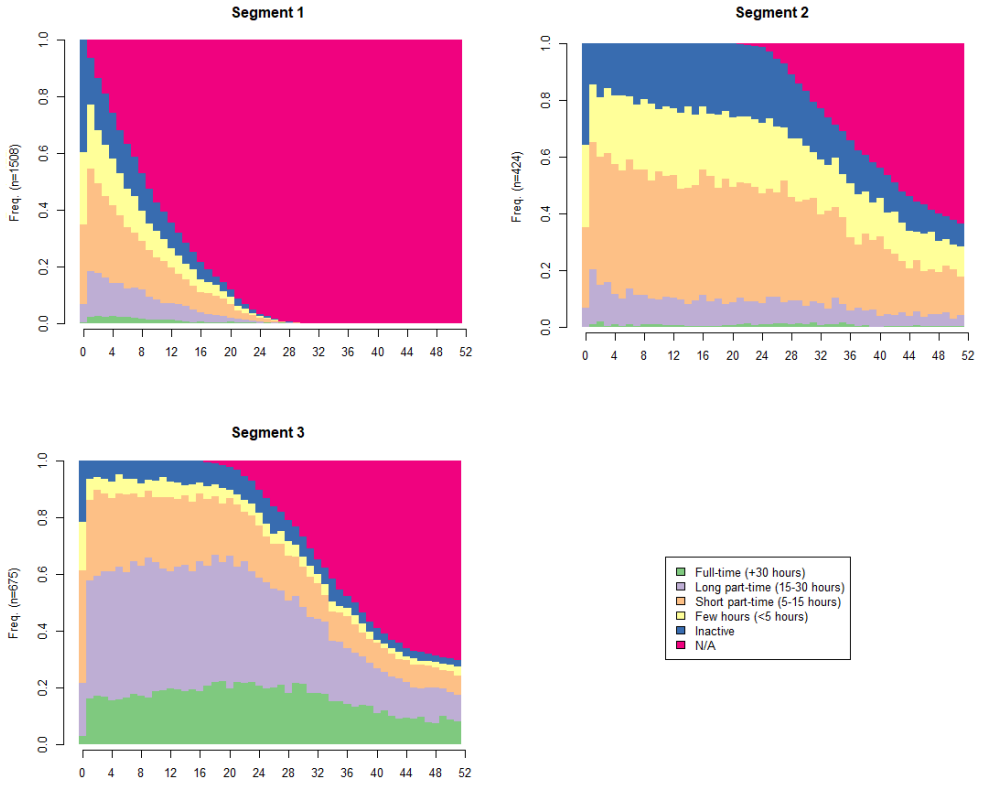 Segment 1
Freq. (n=1508)
1.0
0.8
0.6
0.4
0.2
0.0
0 4 8 12 16 20 24 28 32 36 40 44 48 52
Segment 2
Freq. (n=424)
1.0
0.8
0.6
0.4
0.2
0.0
0 4 8 12 16 20 24 28 32 36 40 44 48 52
Segment 3
Freq. (n=675)
1.0
0.8
0.6
0.4
0.2
0.0
0 4 8 12 16 20 24 28 32 36 40 44 48 52
Full-time (+30 hours)
Long part-time (15-30 hours)
Short part-time (5-15 hours)
Few hours (<5 hours)
Inactive
N/A